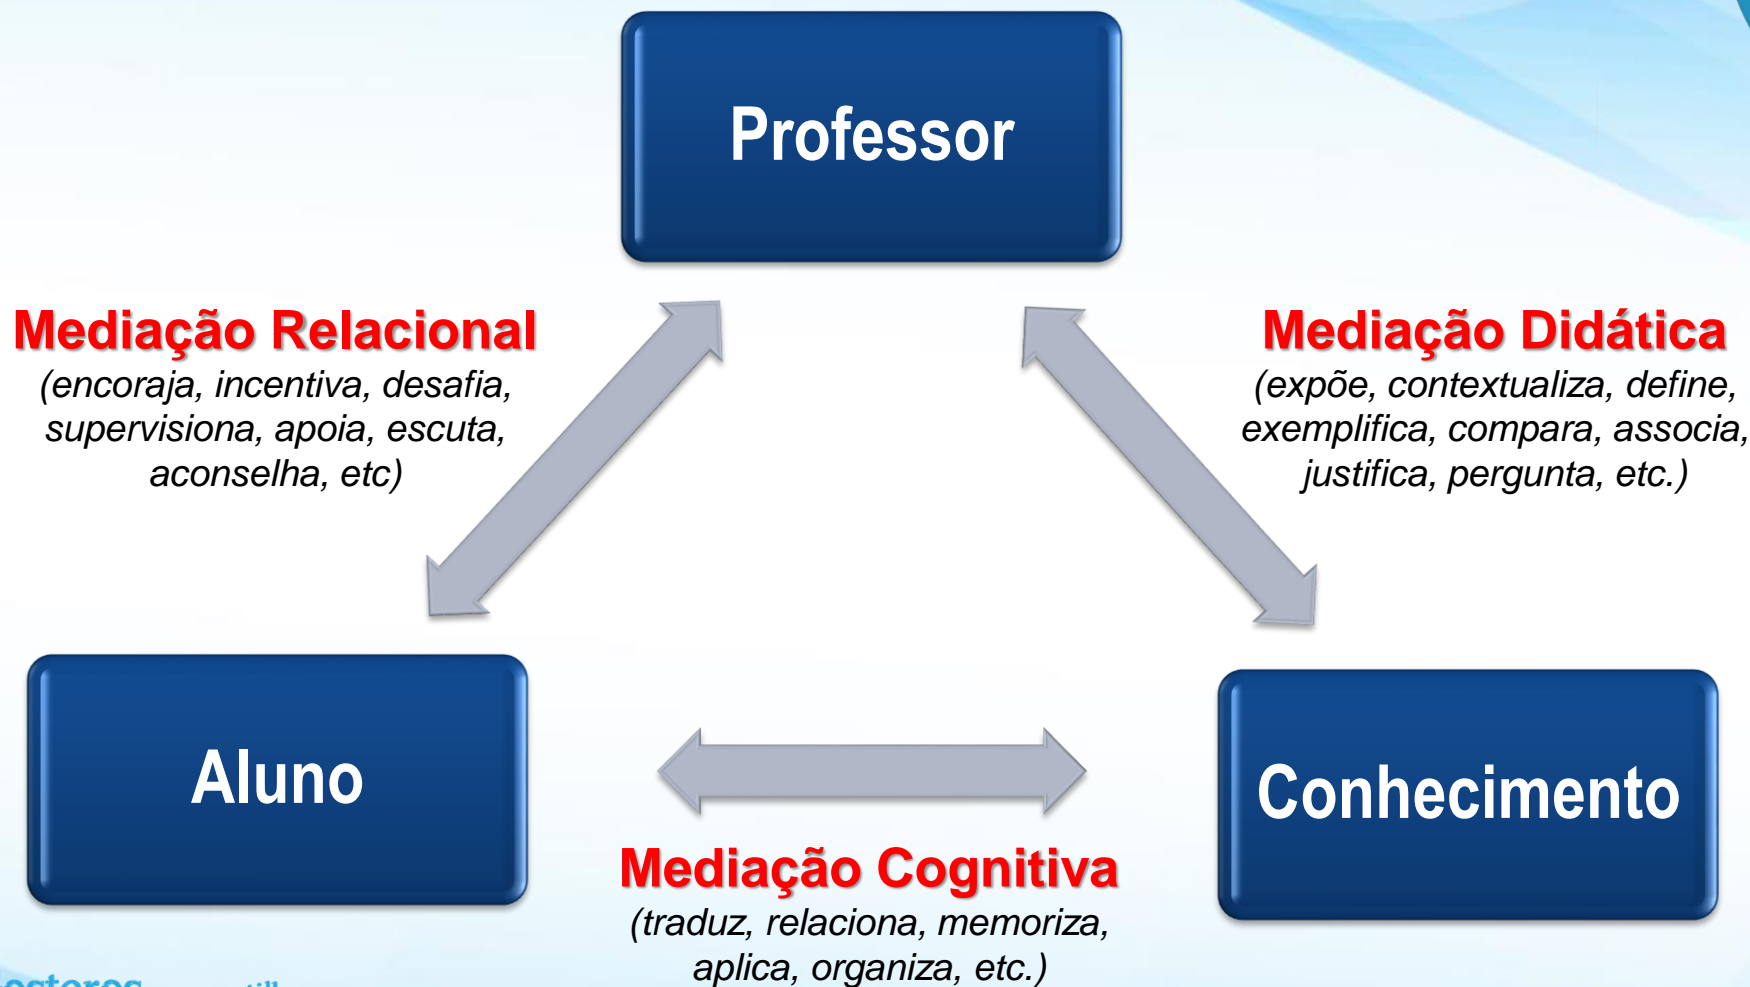 Professor
Mediação Relacional
(encoraja, incentiva, desafia,
supervisiona, apoia, escuta,
aconselha, etc)
Mediação Didática
(expõe, contextualiza, define,
exemplifica, compara, associa,
justifica, pergunta, etc.)
Aluno
Conhecimento
Mediação Cognitiva
(traduz, relaciona, memoriza,
aplica, organiza, etc.)